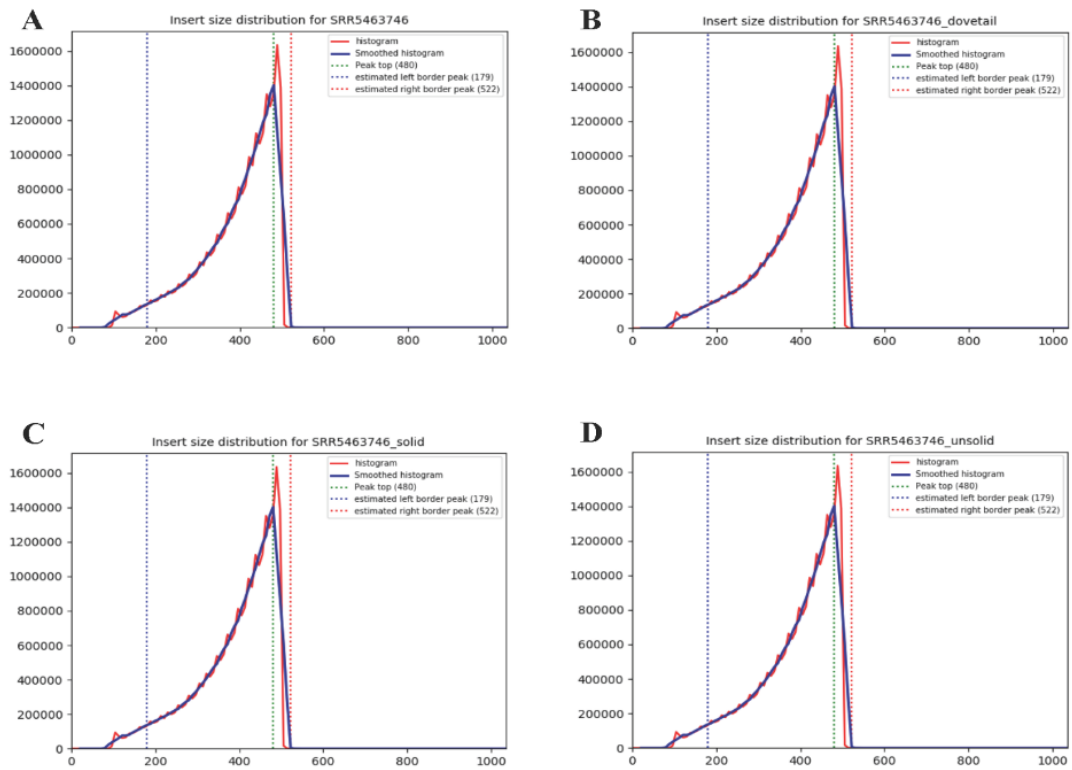 A
Insert size distribution for SRR5463746
histogram
Smoothed histogram
Peak top (480)
estimated left border peak (179)
estimated right border peak (522)
1600000
1400000
1200000
1000000
800000
600000
400000
200000
0
0 200 400 600 800 1000
B
Insert size distribution for SRR5463746_dovetail
histogram
Smoothed histogram
Peak top (480)
estimated left border peak (179)
estimated right border peak (522)
1600000
1400000
1200000
1000000
800000
600000
400000
200000
0
0 200 400 600 800 1000
C
Insert size distribution for SRR5463746_solid
histogram
Smoothed histogram
Peak top (480)
estimated left border peak (179)
estimated right border peak (522)
1600000
1400000
1200000
1000000
800000
600000
400000
200000
0
0 200 400 600 800 1000
D
Insert size distribution for SRR5463746_unsolid
histogram
Smoothed histogram
Peak top (480)
estimated left border peak (179)
estimated right border peak (522)
1600000
1400000
1200000
1000000
800000
600000
400000
200000
0
0 200 400 600 800 1000